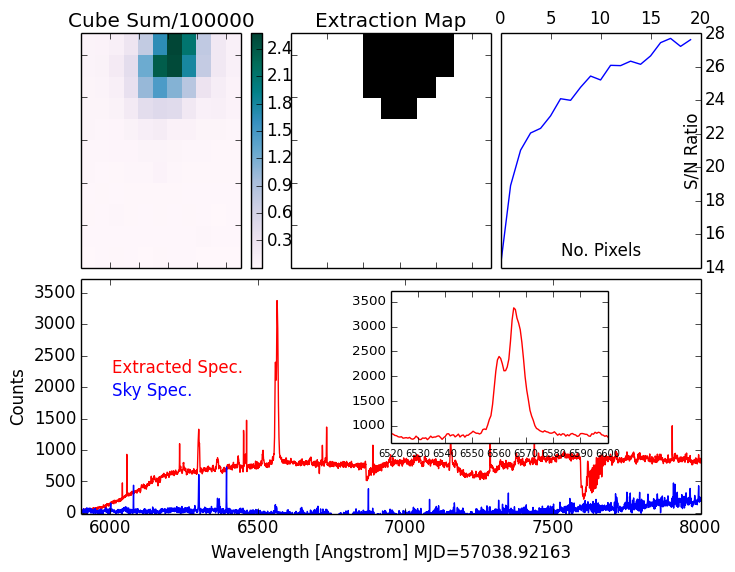 Cube Sum/100000
Extraction Map
0 5 10 15 20
2.4
2.1
1.8
1.5
1.2
0.9
0.6
0.3
28
26
24
22
20
18
16
14
S/N Ratio
No. Pixels
3500
3000
2500
2000
1500
1000
500
0
Counts
Extracted Spec.
Sky Spec.
3500
3000
2500
2000
1500
1000
6520 6530 6540 6550 6560 6570 6580 6590 6600
6000 6500 7000 7500 8000
Wavelength [Angstrom] MJD=57038.92163